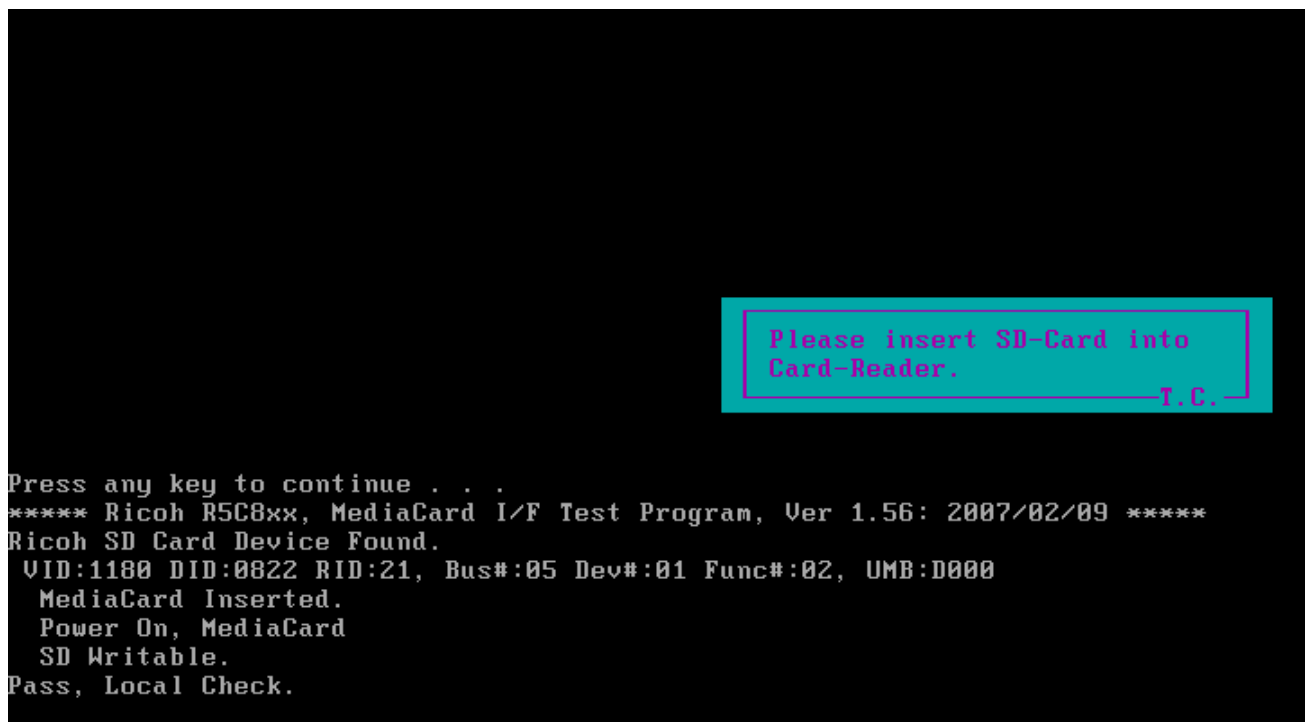 Please insert SD-Card into
Card-Reader.
T.C.
Press any key to continue . . .
***** Ricoh R5C8xx, MediaCard I/F Test Program, Ver 1.56: 2007/02/09 *****
Ricoh SD Card Device Found.
 VID:1180 DID:0822 RID:21, Bus#:05 Dev#:01 Func#:02, UMB:D000
  MediaCard Inserted.
  Power On, MediaCard
  SD Writable.
Pass, Local Check.